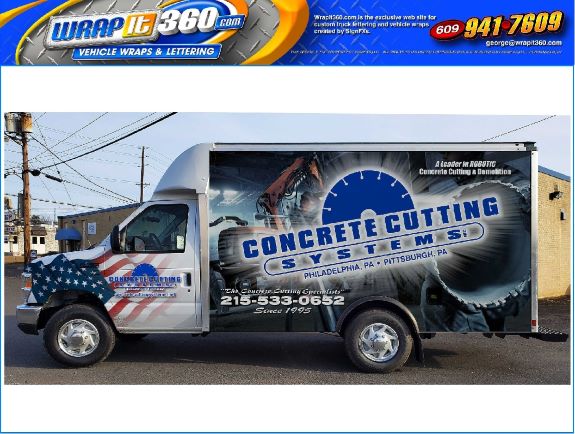 WRAP It 360.COM
VEHICLE WRAPS & LETTERING
WrapIt360.com is the exclusive web site for
custom truck lettering and vehicle wraps
created by SignFXs.
609 941-7609
george@wrapit360.com
A Leader in ROBOTIC
Concrete Cutting & Demolition
CONCRETE CUTTING
SYSTEMS
PHILADELPHIA, PA • PITTSBURGH, PA
"The Concrete Cutting Specialists"
215-533-0652
Since 1995
CONCRETE CUTTING
SYSTEMS